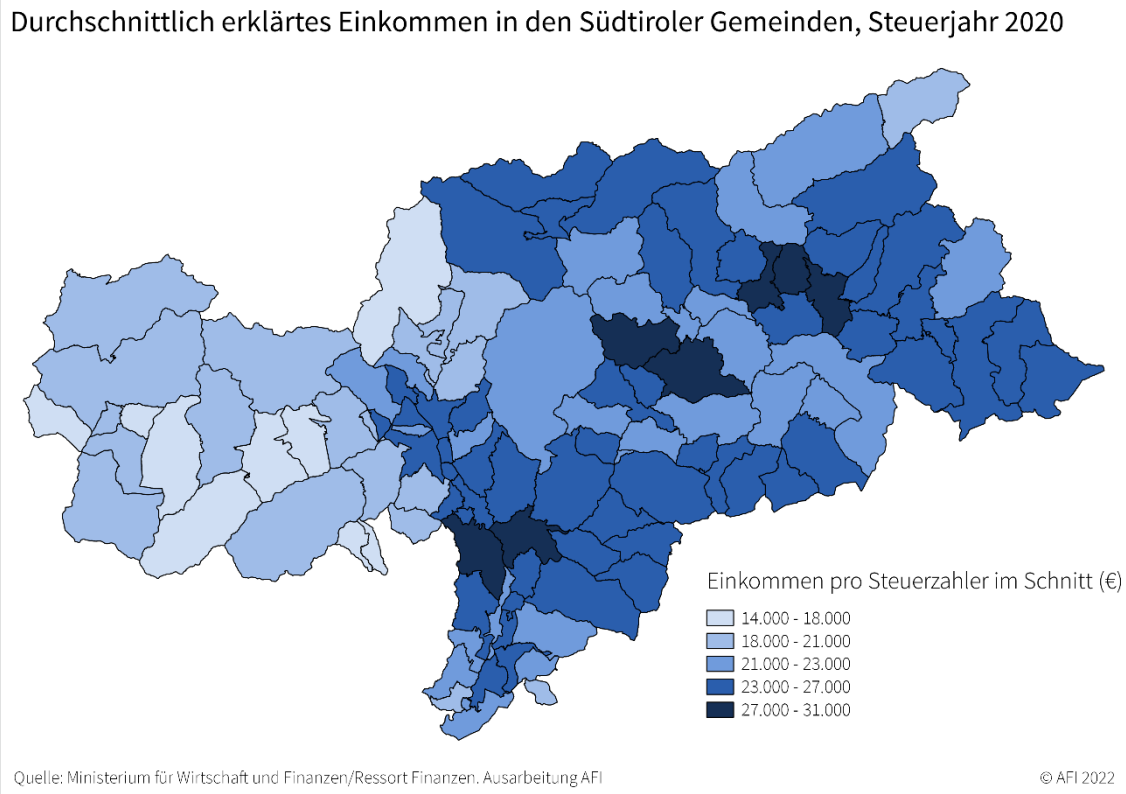 Durchschnittlich erklärtes Einkommen in den Südtiroler Gemeinden, Steuerjahr 2020
Einkommen pro Steuerzahler im Schnitt (€)
14.000 - 18.000
18.000 - 21.000
21.000 - 23.000
23.000 - 27.000
27.000 - 31.000
Quelle: Ministerium für Wirtschaft und Finanzen/Ressort Finanzen. Ausarbeitung AFI
© AFI 2022